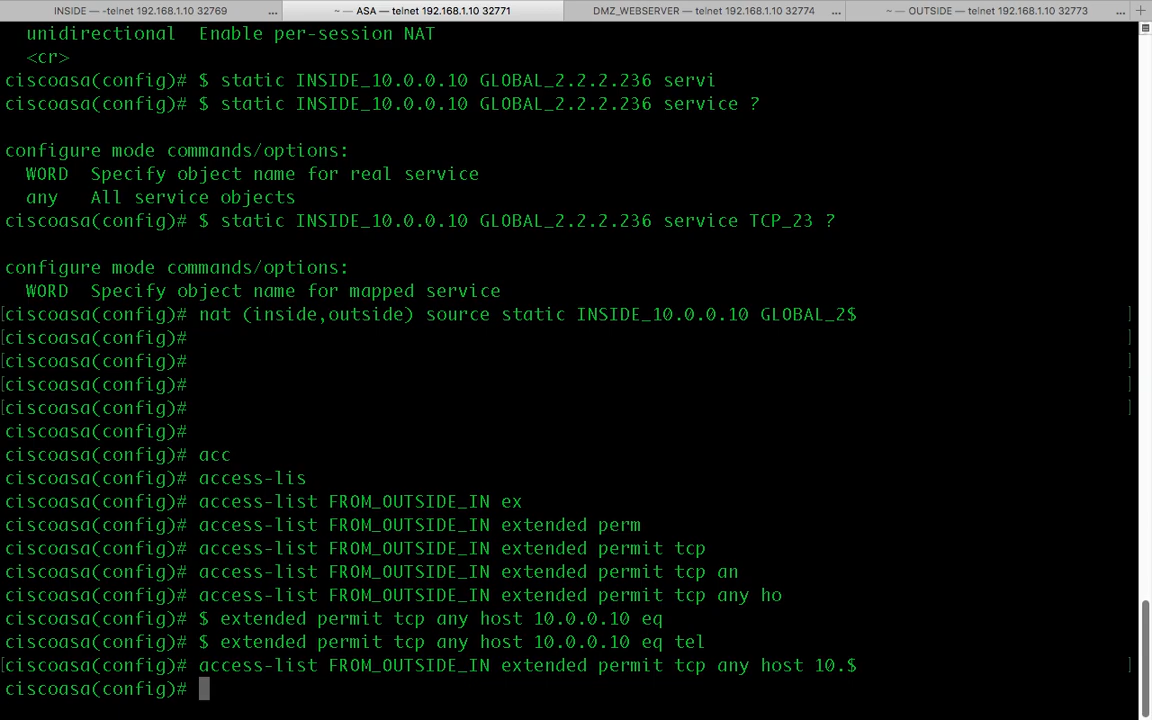 INSIDE — -telnet 192.168.1.10 32769 ... ~ — ASA — telnet 192.168.1.10 32771 DMZ_WEBSERVER — telnet 192.168.1.10 32774 ... ~ — OUTSIDE — telnet 192.168.1.10 32773 ... +
unidirectional  Enable per-session NAT
<cr>
ciscoasa(config)# $ static INSIDE_10.0.0.10 GLOBAL_2.2.2.236 servi
ciscoasa(config)# $ static INSIDE_10.0.0.10 GLOBAL_2.2.2.236 service ?
configure mode commands/options:
WORD  Specify object name for real service
any   All service objects
ciscoasa(config)# $ static INSIDE_10.0.0.10 GLOBAL_2.2.2.236 service TCP_23 ?
configure mode commands/options:
WORD  Specify object name for mapped service
[ciscoasa(config)# nat (inside,outside) source static INSIDE_10.0.0.10 GLOBAL_2$ ]
[ciscoasa(config)# ]
[ciscoasa(config)# ]
[ciscoasa(config)# ]
[ciscoasa(config)# ]
ciscoasa(config)#
ciscoasa(config)# acc
ciscoasa(config)# access-lis
ciscoasa(config)# access-list FROM_OUTSIDE_IN ex
ciscoasa(config)# access-list FROM_OUTSIDE_IN extended perm
ciscoasa(config)# access-list FROM_OUTSIDE_IN extended permit tcp
ciscoasa(config)# access-list FROM_OUTSIDE_IN extended permit tcp an
ciscoasa(config)# access-list FROM_OUTSIDE_IN extended permit tcp any ho
ciscoasa(config)# $ extended permit tcp any host 10.0.0.10 eq
ciscoasa(config)# $ extended permit tcp any host 10.0.0.10 eq tel
[ciscoasa(config)# access-list FROM_OUTSIDE_IN extended permit tcp any host 10.$ ]
ciscoasa(config)#